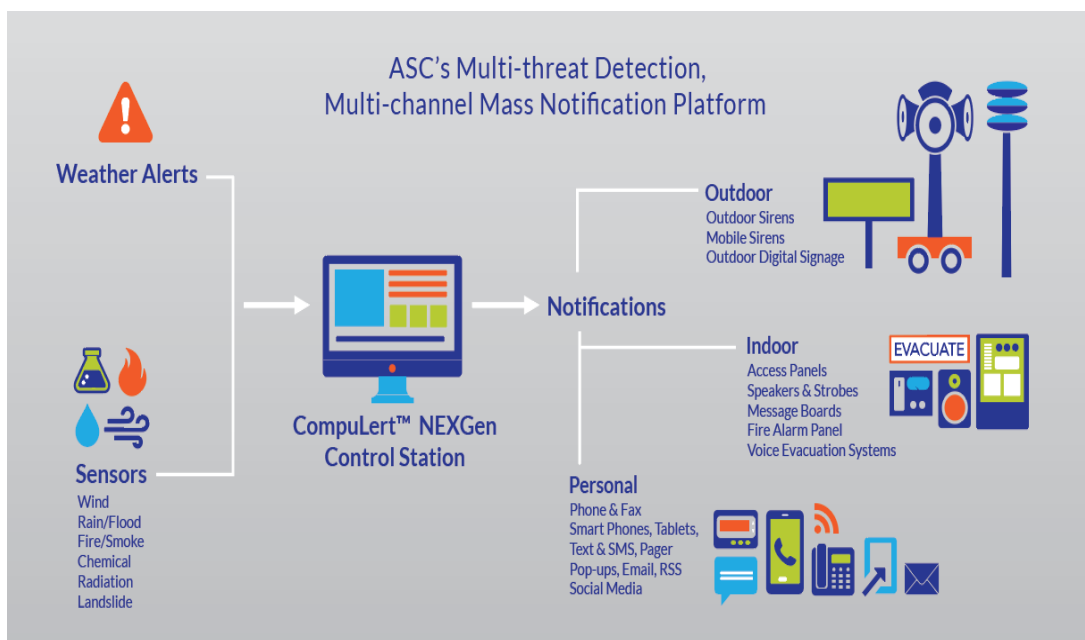 ASC's Multi-threat Detection,
Multi-channel Mass Notification Platform
Weather Alerts
Sensors
Wind
Rain/Flood
Fire/Smoke
Chemical
Radiation
Landslide
CompuLert™ NEXGen
Control Station
Notifications
Outdoor
Outdoor Sirens
Mobile Sirens
Outdoor Digital Signage
Indoor
Access Panels
Speakers & Strobes
Message Boards
Fire Alarm Panel
Voice Evacuation Systems
EVACUATE
Personal
Phone & Fax
Smart Phones, Tablets,
Text & SMS, Pager
Pop-ups, Email, RSS
Social Media